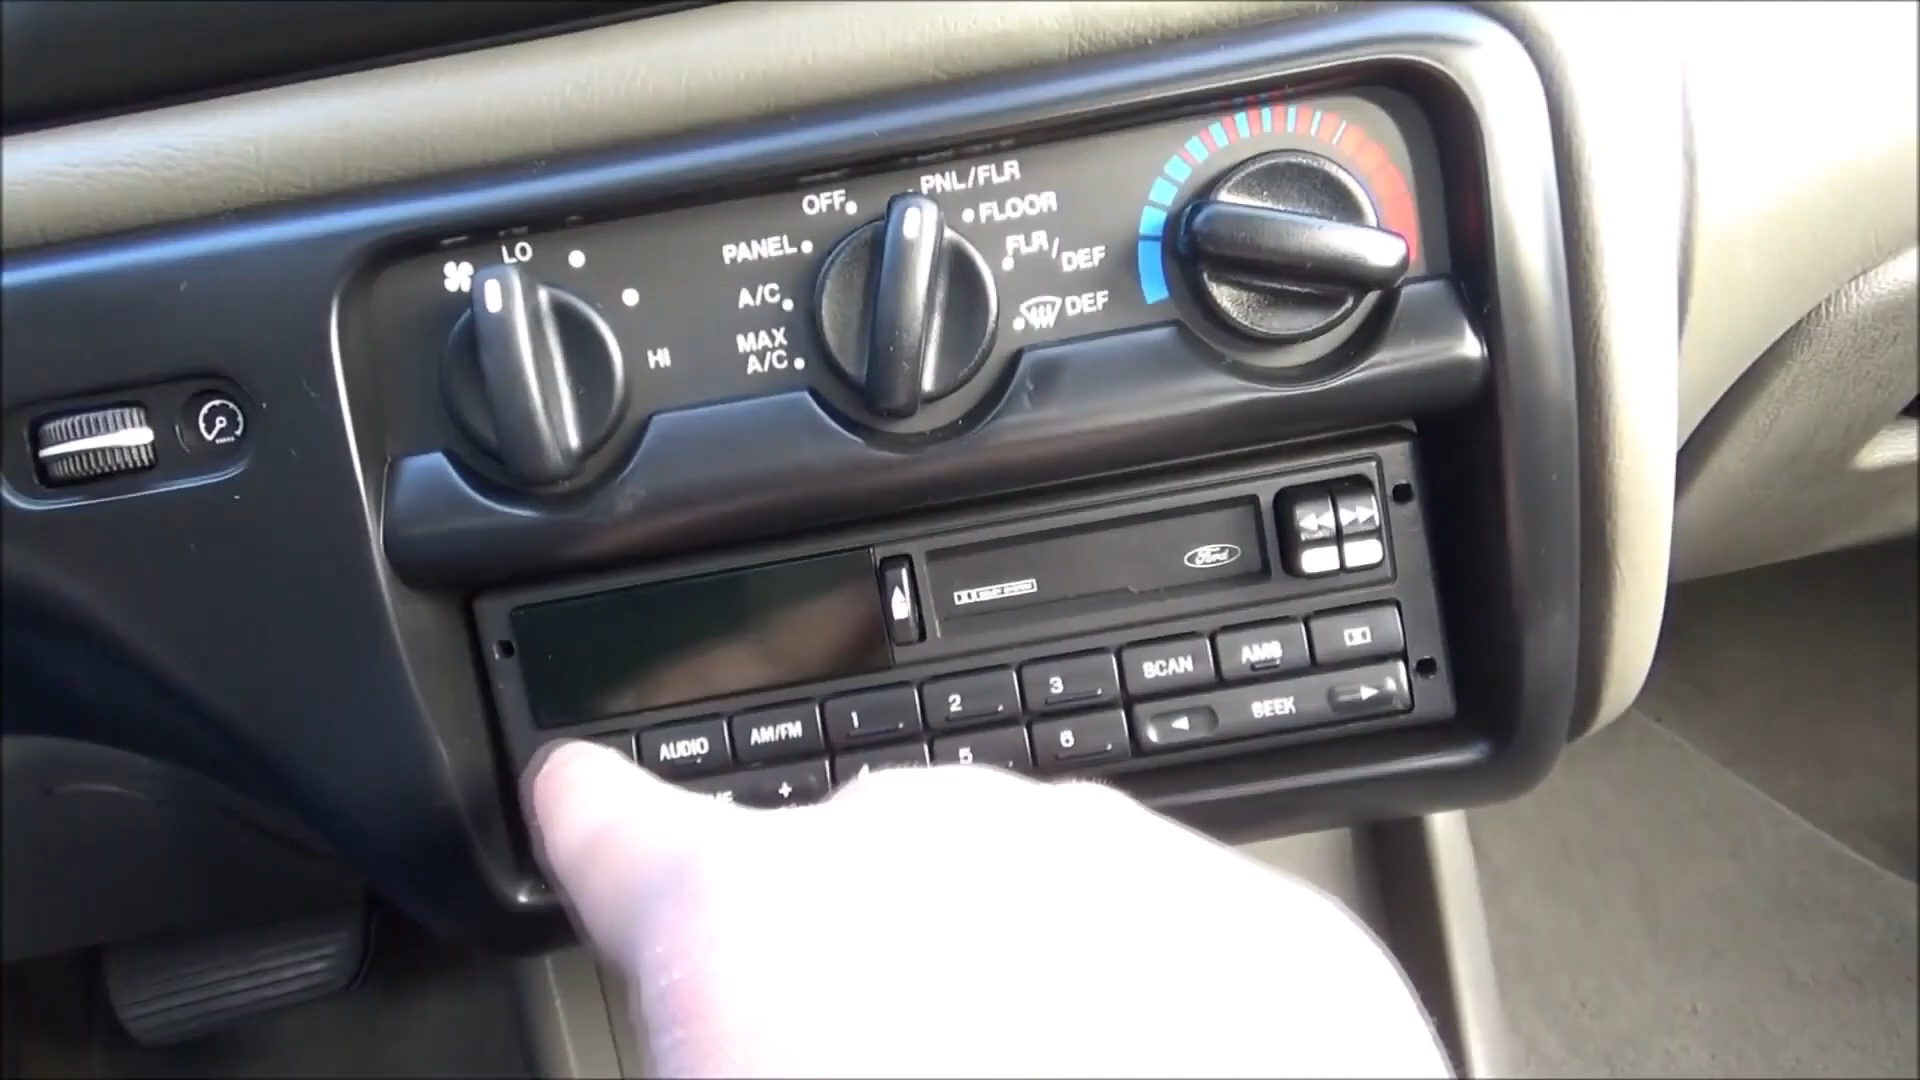 LO
HI
OFF
PNL/FLR
PANEL
FLOOR
A/C
FLR/
DEF
MAX
A/C
DEF
Ford
AUDIO
AM/FM
1
2
3
SCAN
AMS
5
6
SEEK
+